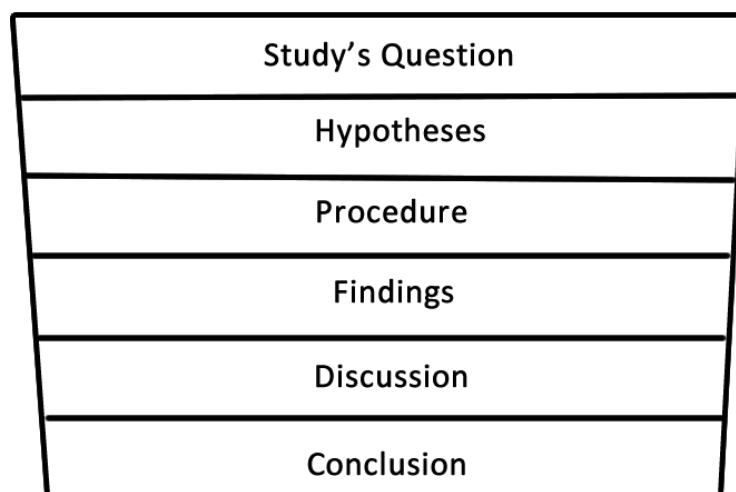 Study’s Question
Hypotheses
Procedure
Findings
Discussion
Conclusion